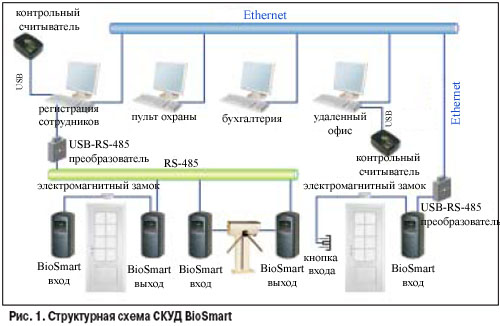 контрольный
считыватель
Ethernet
USB
регистрация
сотрудников
пульт охраны
бухгалтерия
удаленный
офис
USB
Ethernet
USB-RS-485
преобразователь
контрольный
считыватель
RS-485
электромагнитный замок
электромагнитный замок
USB-RS-485
преобразователь
BioSmart
вход
BioSmart
выход
BioSmart
вход
BioSmart
выход
кнопка
входа
BioSmart
вход
Рис. 1. Структурная схема СКУД BioSmart